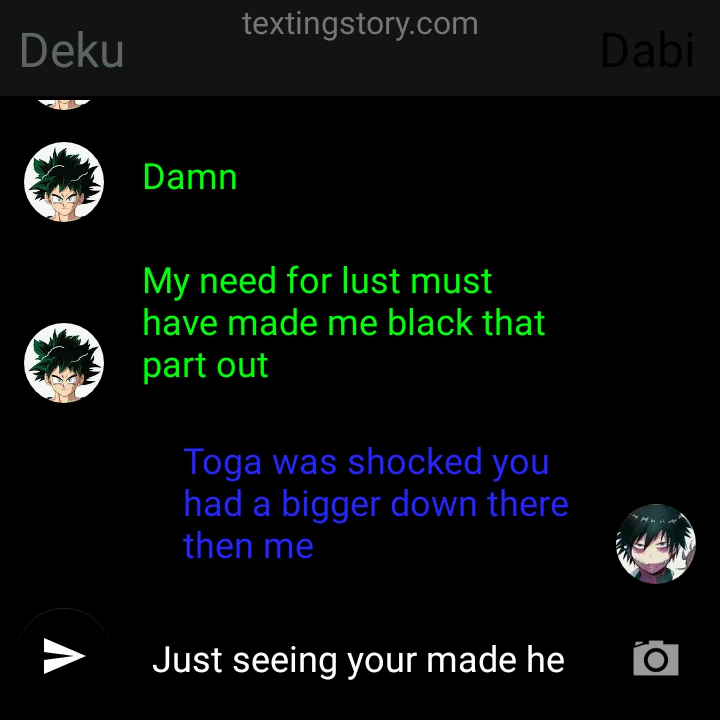 textingstory.com
Deku
Dabi
Damn
My need for lust must
have made me black that
part out
Toga was shocked you
had a bigger down there
then me
Just seeing your made he